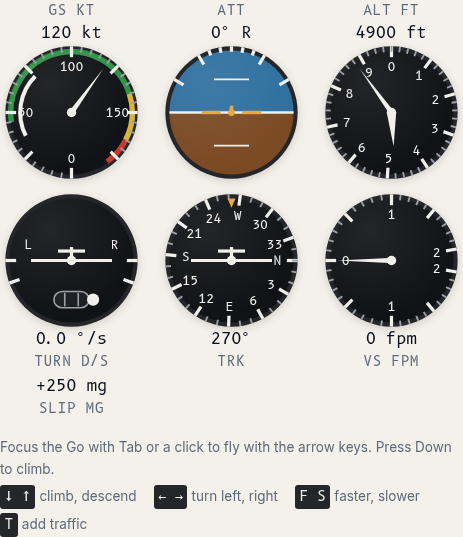 GS KT ATT ALT FT
120 kt 0° R 4900 ft
100 50 150 0
0 1 2 3 4 5 6 7 8 9
L R
W 30 33 N 3 6 E 12 15 S 21 24
1 2 2 1 0
0.0 °/s 270° 0 fpm
TURN D/S TRK VS FPM
+250 mg
SLIP MG
Focus the Go with Tab or a click to fly with the arrow keys. Press Down
to climb.
↓ ↑ climb, descend ← → turn left, right F S faster, slower
T add traffic